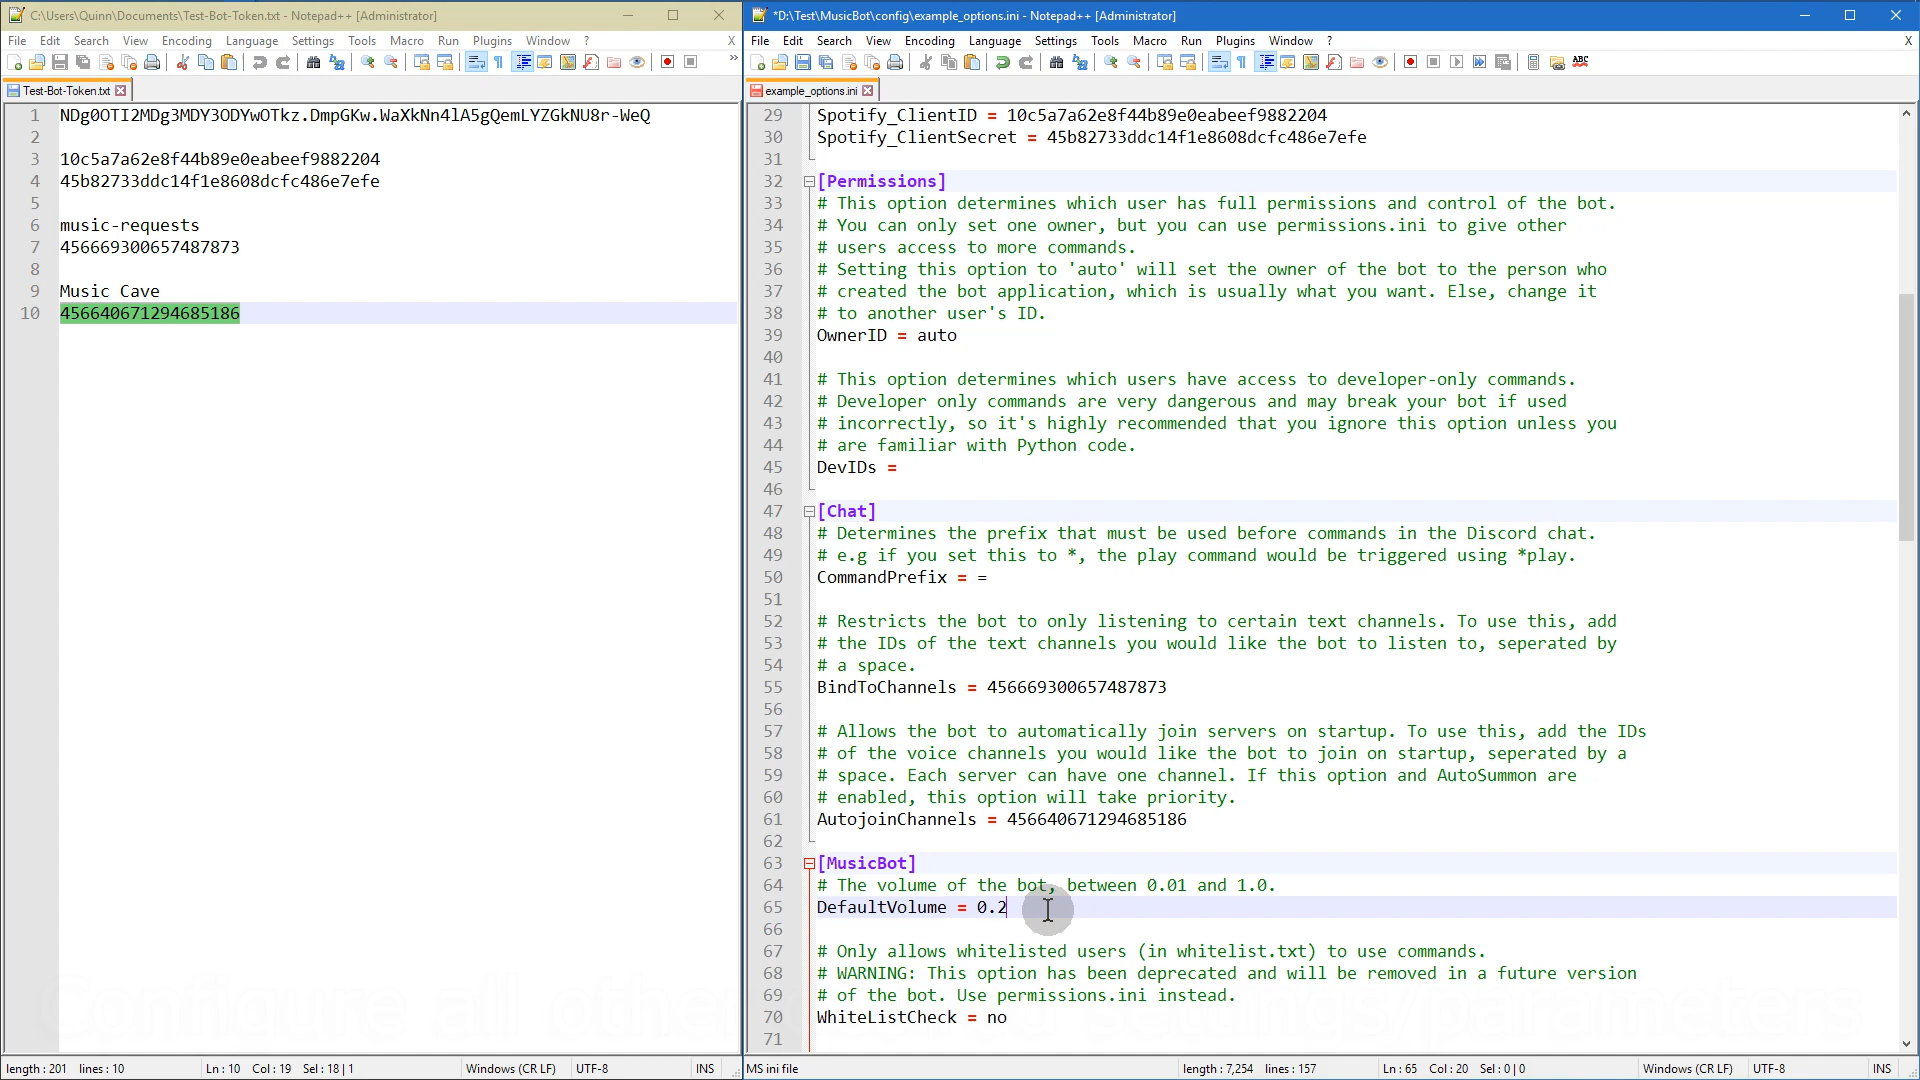 C:\Users\Quinn\Documents\Test-Bot-Token.txt - Notepad++ [Administrator]
File Edit Search View Encoding Language Settings Tools Macro Run Plugins Window ? X
Test-Bot-Token.txt
1 NDg0OTI2MDg3MDY3ODYwOTkz.DmpGKw.WaXkNn4lA5gQemLYZGkNU8r-WeQ
2
3 10c5a7a62e8f44b89e0eabeef9882204
4 45b82733ddc14f1e8608dcfc486e7efe
5
6 music-requests
7 456669300657487873
8
9 Music Cave
10 456640671294685186
length : 201 lines : 10 Ln : 10 Col : 19 Sel : 18 | 1 Windows (CR LF) UTF-8 INS
*D:\Test\MusicBot\config\example_options.ini - Notepad++ [Administrator]
File Edit Search View Encoding Language Settings Tools Macro Run Plugins Window ? X
example_options.ini
29 Spotify_ClientID = 10c5a7a62e8f44b89e0eabeef9882204
30 Spotify_ClientSecret = 45b82733ddc14f1e8608dcfc486e7efe
31
32 [Permissions]
33 # This option determines which user has full permissions and control of the bot.
34 # You can only set one owner, but you can use permissions.ini to give other
35 # users access to more commands.
36 # Setting this option to 'auto' will set the owner of the bot to the person who
37 # created the bot application, which is usually what you want. Else, change it
38 # to another user's ID.
39 OwnerID = auto
40
41 # This option determines which users have access to developer-only commands.
42 # Developer only commands are very dangerous and may break your bot if used
43 # incorrectly, so it's highly recommended that you ignore this option unless you
44 # are familiar with Python code.
45 DevIDs =
46
47 [Chat]
48 # Determines the prefix that must be used before commands in the Discord chat.
49 # e.g if you set this to *, the play command would be triggered using *play.
50 CommandPrefix = =
51
52 # Restricts the bot to only listening to certain text channels. To use this, add
53 # the IDs of the text channels you would like the bot to listen to, seperated by
54 # a space.
55 BindToChannels = 456669300657487873
56
57 # Allows the bot to automatically join servers on startup. To use this, add the IDs
58 # of the voice channels you would like the bot to join on startup, seperated by a
59 # space. Each server can have one channel. If this option and AutoSummon are
60 # enabled, this option will take priority.
61 AutojoinChannels = 456640671294685186
62
63 [MusicBot]
64 # The volume of the bot, between 0.01 and 1.0.
65 DefaultVolume = 0.2
66
67 # Only allows whitelisted users (in whitelist.txt) to use commands.
68 # WARNING: This option has been deprecated and will be removed in a future version
69 # of the bot. Use permissions.ini instead.
70 WhiteListCheck = no
71
MS ini file length : 7,254 lines : 157 Ln : 65 Col : 20 Sel : 0 | 0 Windows (CR LF) UTF-8 INS
Configure all other settings/parameters